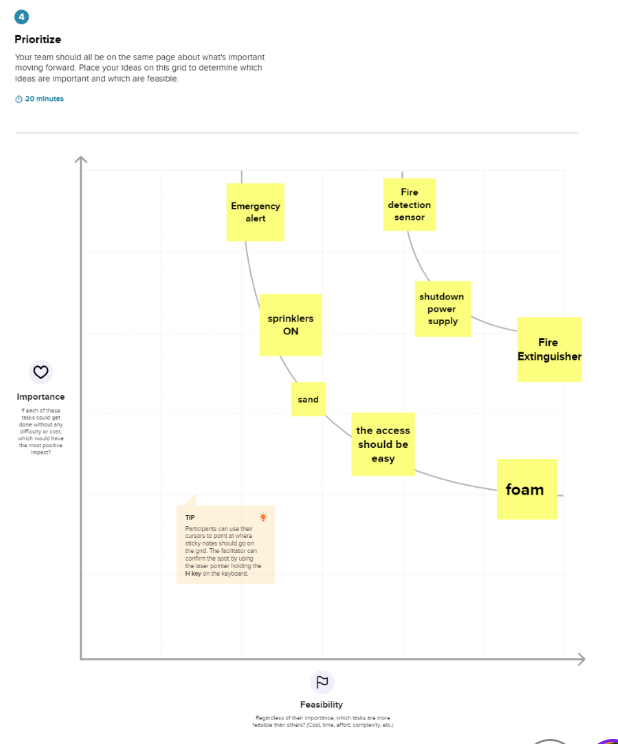 4
Prioritize
Your team should all be on the same page about what's important
moving forward. Place your ideas on this grid to determine which
ideas are important and which are feasible.
20 minutes
Emergency
alert
Fire
detection
sensor
sprinklers
ON
shutdown
power
supply
Fire
Extinguisher
sand
the access
should be
easy
foam
Importance
If each of these
tasks could get
done without any
difficulty or cost,
which would have
the most positive
impact?
TIP
Participants can use their
cursors to point at where
sticky notes should go on
the grid. The facilitator can
confirm the spot by using
the laser pointer holding the
H key on the keyboard.
Feasibility
Regardless of their importance, which tasks are more
feasible than others? (Cost, time, effort, complexity, etc.)